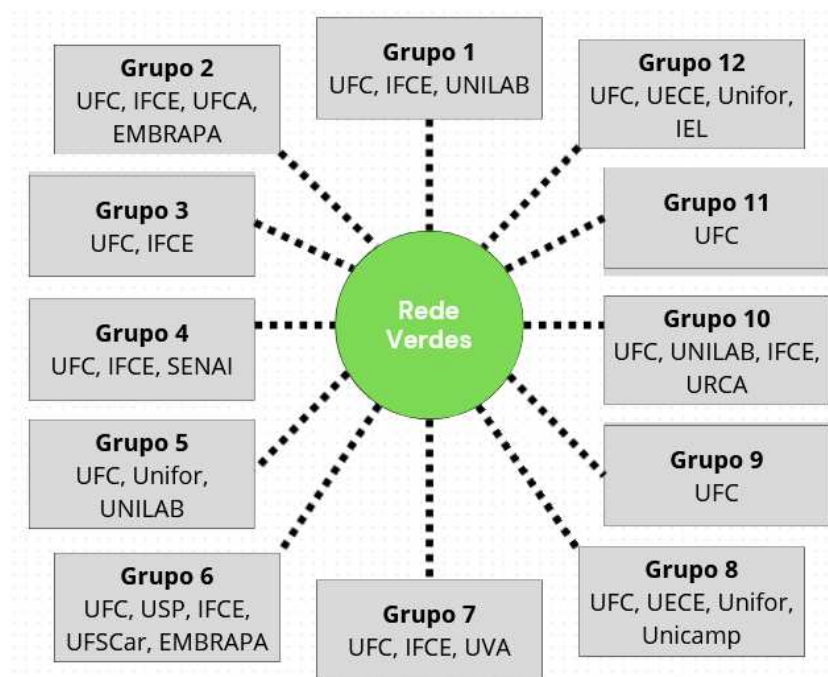 Grupo 1
UFC, IFCE, UNILAB
Grupo 2
UFC, IFCE, UFCA,
EMBRAPA
Grupo 3
UFC, IFCE
Grupo 4
UFC, IFCE, SENAI
Grupo 5
UFC, Unifor,
UNILAB
Grupo 6
UFC, USP, IFCE,
UFSCar, EMBRAPA
Grupo 7
UFC, IFCE, UVA
Grupo 8
UFC, UECE, Unifor,
Unicamp
Grupo 9
UFC
Grupo 10
UFC, UNILAB, IFCE,
URCA
Grupo 11
UFC
Grupo 12
UFC, UECE, Unifor,
IEL
Rede
Verdes